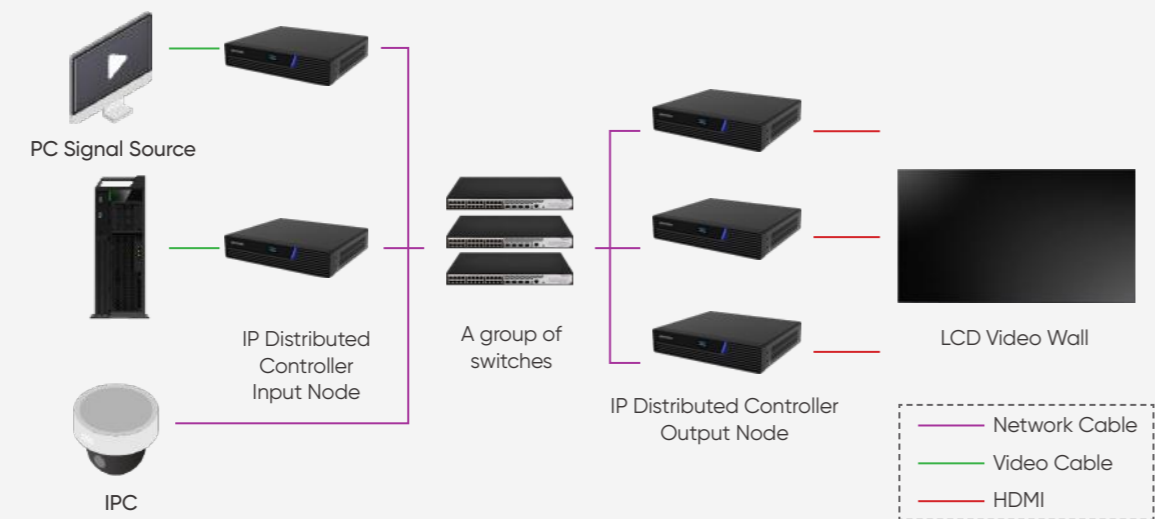 PC Signal Source
IP Distributed
Controller
Input Node
IPC
A group of
switches
IP Distributed Controller
Output Node
LCD Video Wall
Network Cable
Video Cable
HDMI